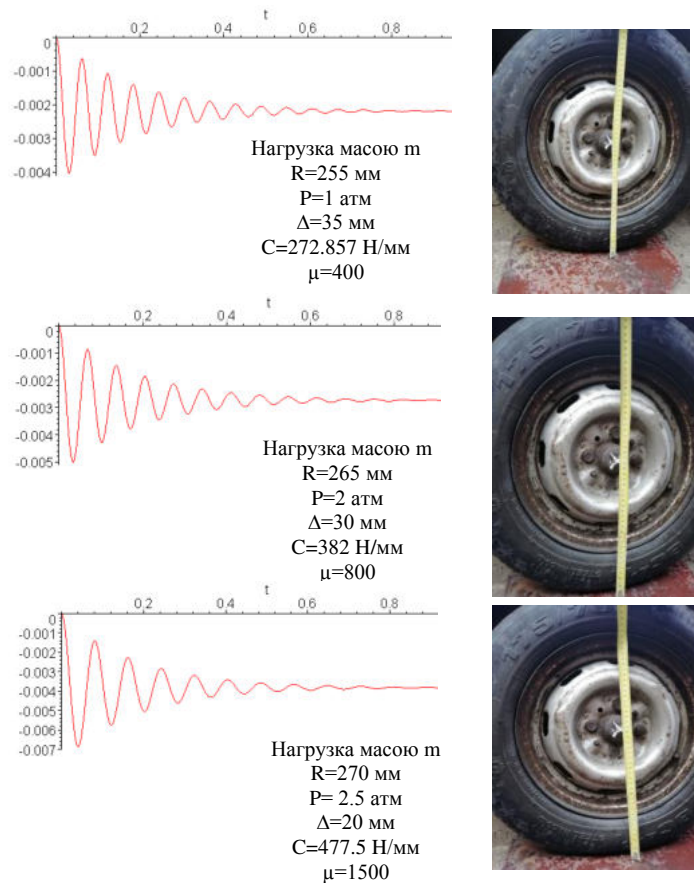 t
0.2 0.4 0.6 0.8
0
-0.001
-0.002
-0.003
-0.004
Нагрузка масою m
R=255 мм
P=1 атм
Δ=35 мм
C=272.857 Н/мм
µ=400
t
0.2 0.4 0.6 0.8
0
-0.001
-0.002
-0.003
-0.004
-0.005
Нагрузка масою m
R=265 мм
P=2 атм
Δ=30 мм
C=382 Н/мм
µ=800
t
0.2 0.4 0.6 0.8
0
-0.001
-0.002
-0.003
-0.004
-0.005
-0.006
-0.007
Нагрузка масою m
R=270 мм
P= 2.5 атм
Δ=20 мм
C=477.5 Н/мм
µ=1500